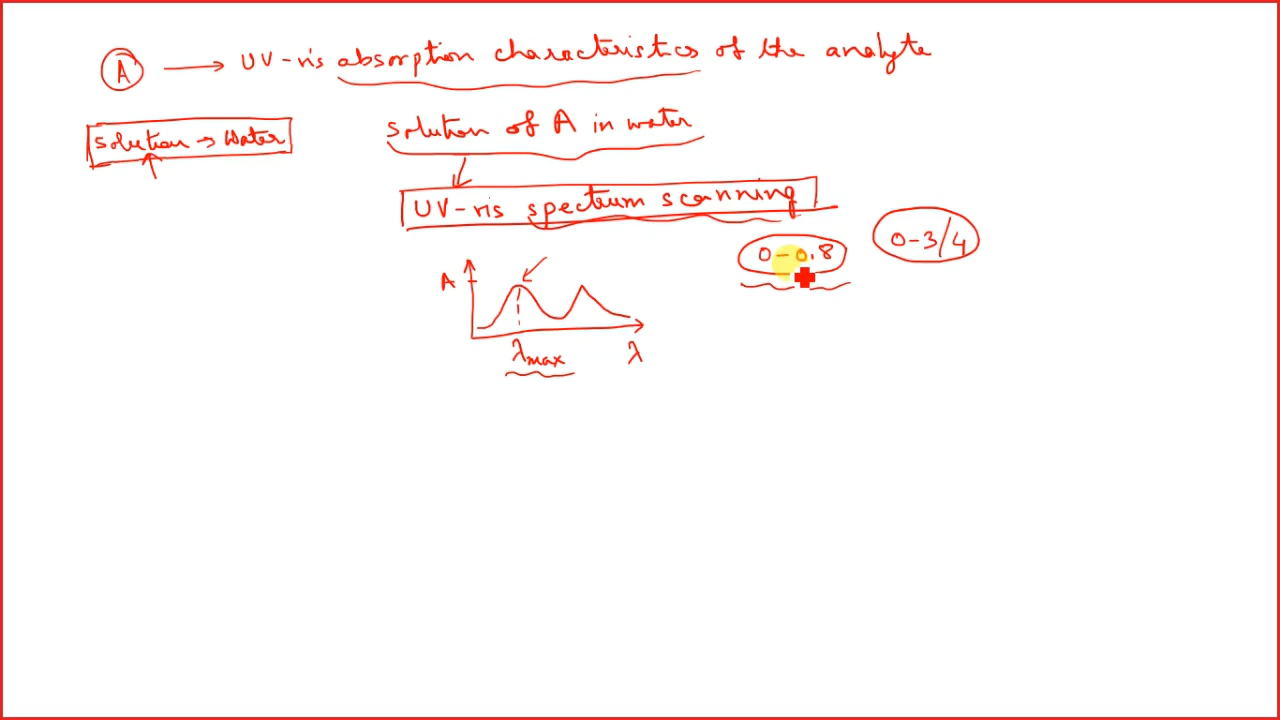 A → UV-vis absorption characteristics of the analyte
solution → water
solution of A in water
UV-vis spectrum scanning
0-0.8
0-3/4
A
λmax
λ